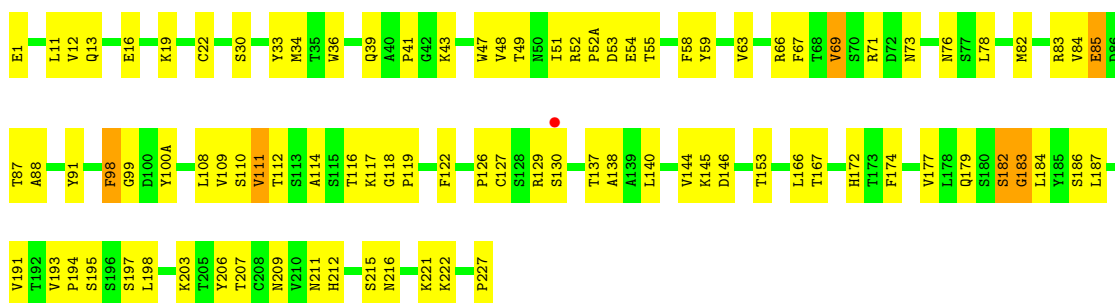 E1 L11 V12 Q13 E16 K19 C22 S30 Y33 M34 T35 W36 Q39 A40 P41 G42 K43 W47 V48 T49 N50 I51 R52 P52A D53 E54 T55 F58 Y59 V63 R66 F67 T68 V69 S70 R71 D72 N73 N76 S77 L78 M82 R83 V84 E85 D86
T87 A88 Y91 F98 G99 D100 Y100A L108 V109 S110 V111 T112 S113 A114 S115 T116 K117 G118 P119 F122 P126 C127 S128 R129 S130 T137 A138 A139 L140 V144 K145 D146 T153 L166 T167 H172 T173 F174 V177 L178 Q179 S180 S182 G183 L184 Y185 S186 L187
V191 T192 V193 P194 S195 S196 S197 L198 K203 T205 Y206 T207 C208 N209 V210 N211 H212 S215 N216 K221 K222 P227